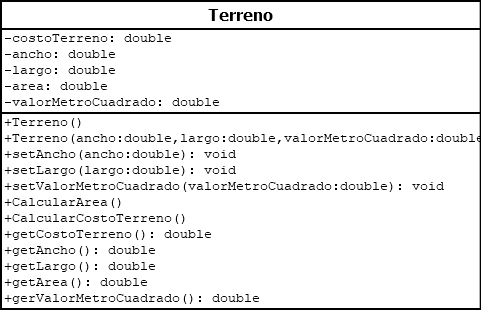 Terreno
-costoTerreno: double
-ancho: double
-largo: double
-area: double
-valorMetroCuadrado: double
+Terreno()
+Terreno(ancho:double,largo:double,valorMetroCuadrado:double
+setAncho(ancho:double): void
+setLargo(largo:double): void
+setValorMetroCuadrado(valorMetroCuadrado:double): void
+CalcularArea()
+CalcularCostoTerreno()
+getCostoTerreno(): double
+getAncho(): double
+getLargo(): double
+getArea(): double
+gerValorMetroCuadrado(): double